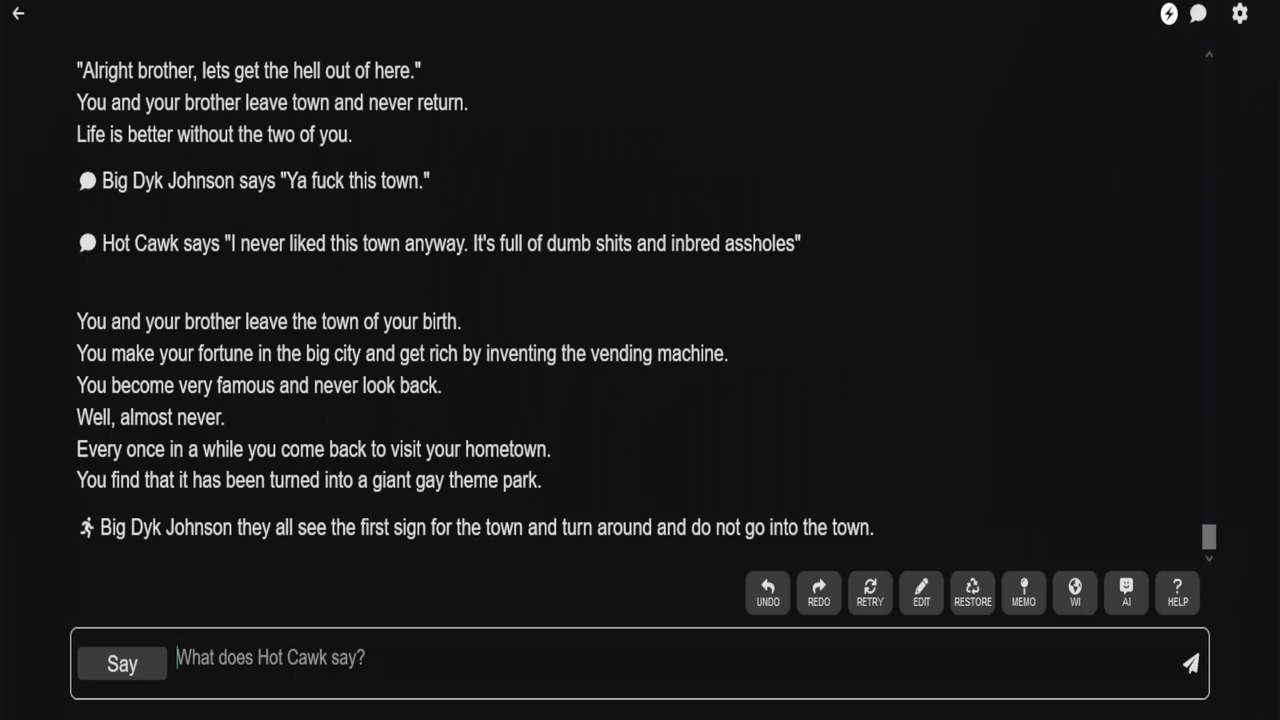 "Alright brother, lets get the hell out of here."
You and your brother leave town and never return.
Life is better without the two of you.
Big Dyk Johnson says "Ya fuck this town."
Hot Cawk says "I never liked this town anyway. It's full of dumb shits and inbred assholes"
You and your brother leave the town of your birth.
You make your fortune in the big city and get rich by inventing the vending machine.
You become very famous and never look back.
Well, almost never.
Every once in a while you come back to visit your hometown.
You find that it has been turned into a giant gay theme park.
Big Dyk Johnson they all see the first sign for the town and turn around and do not go into the town.
UNDO REDO RETRY EDIT RESTORE MEMO WI AI HELP
Say What does Hot Cawk say?